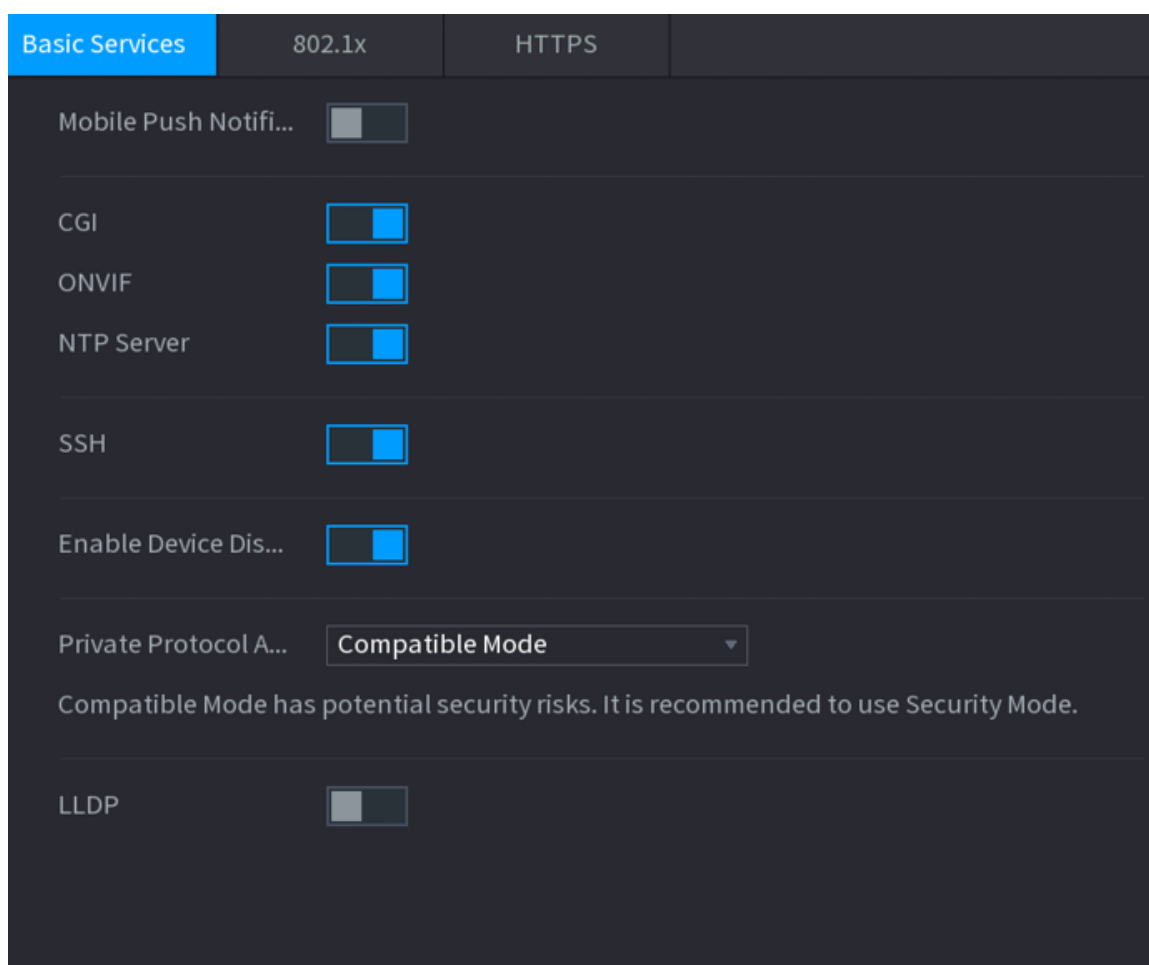 Basic Services 802.1x HTTPS
Mobile Push Notifi...
CGI
ONVIF
NTP Server
SSH
Enable Device Dis...
Private Protocol A... Compatible Mode
Compatible Mode has potential security risks. It is recommended to use Security Mode.
LLDP